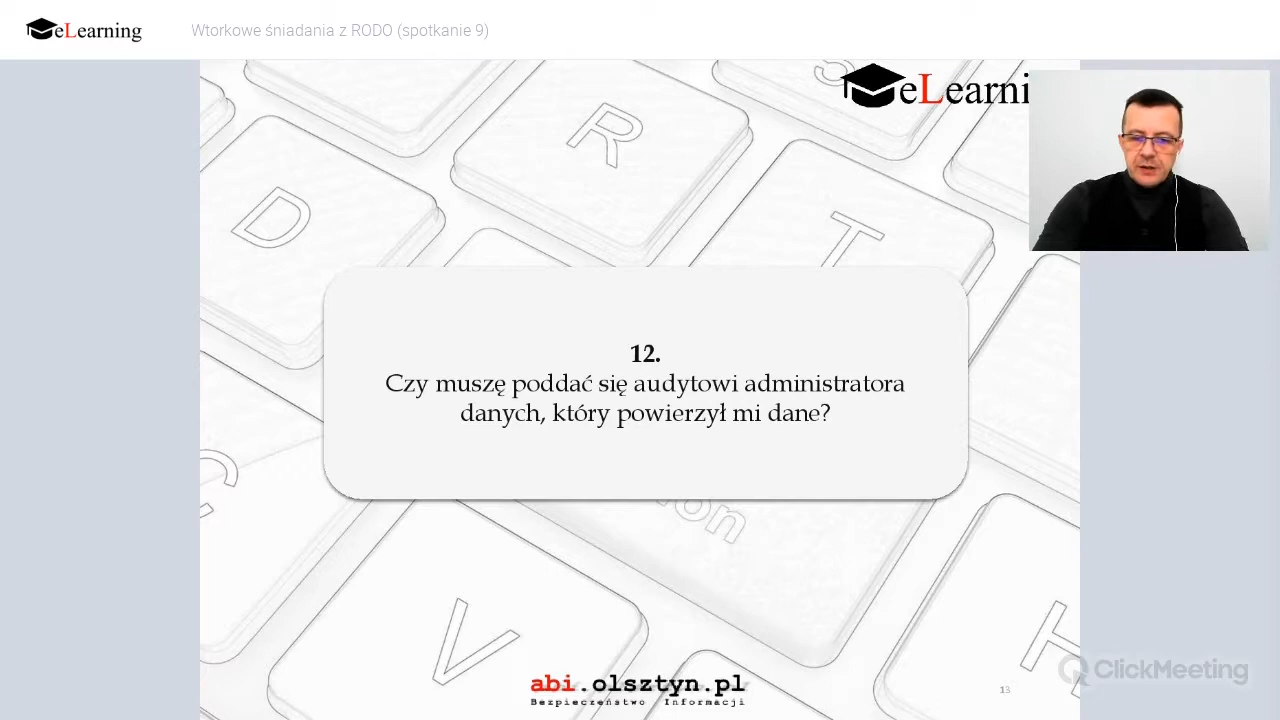 eLearning
Wtorkowe śniadania z RODO (spotkanie 9)
S
eLearni
R
D
T
12.
Czy muszę poddać się audytowi administratora
danych, który powierzył mi dane?
G
V
H
abi.olsztyn.pl
Bezpieczeństwo Informacji
ClickMeeting
13